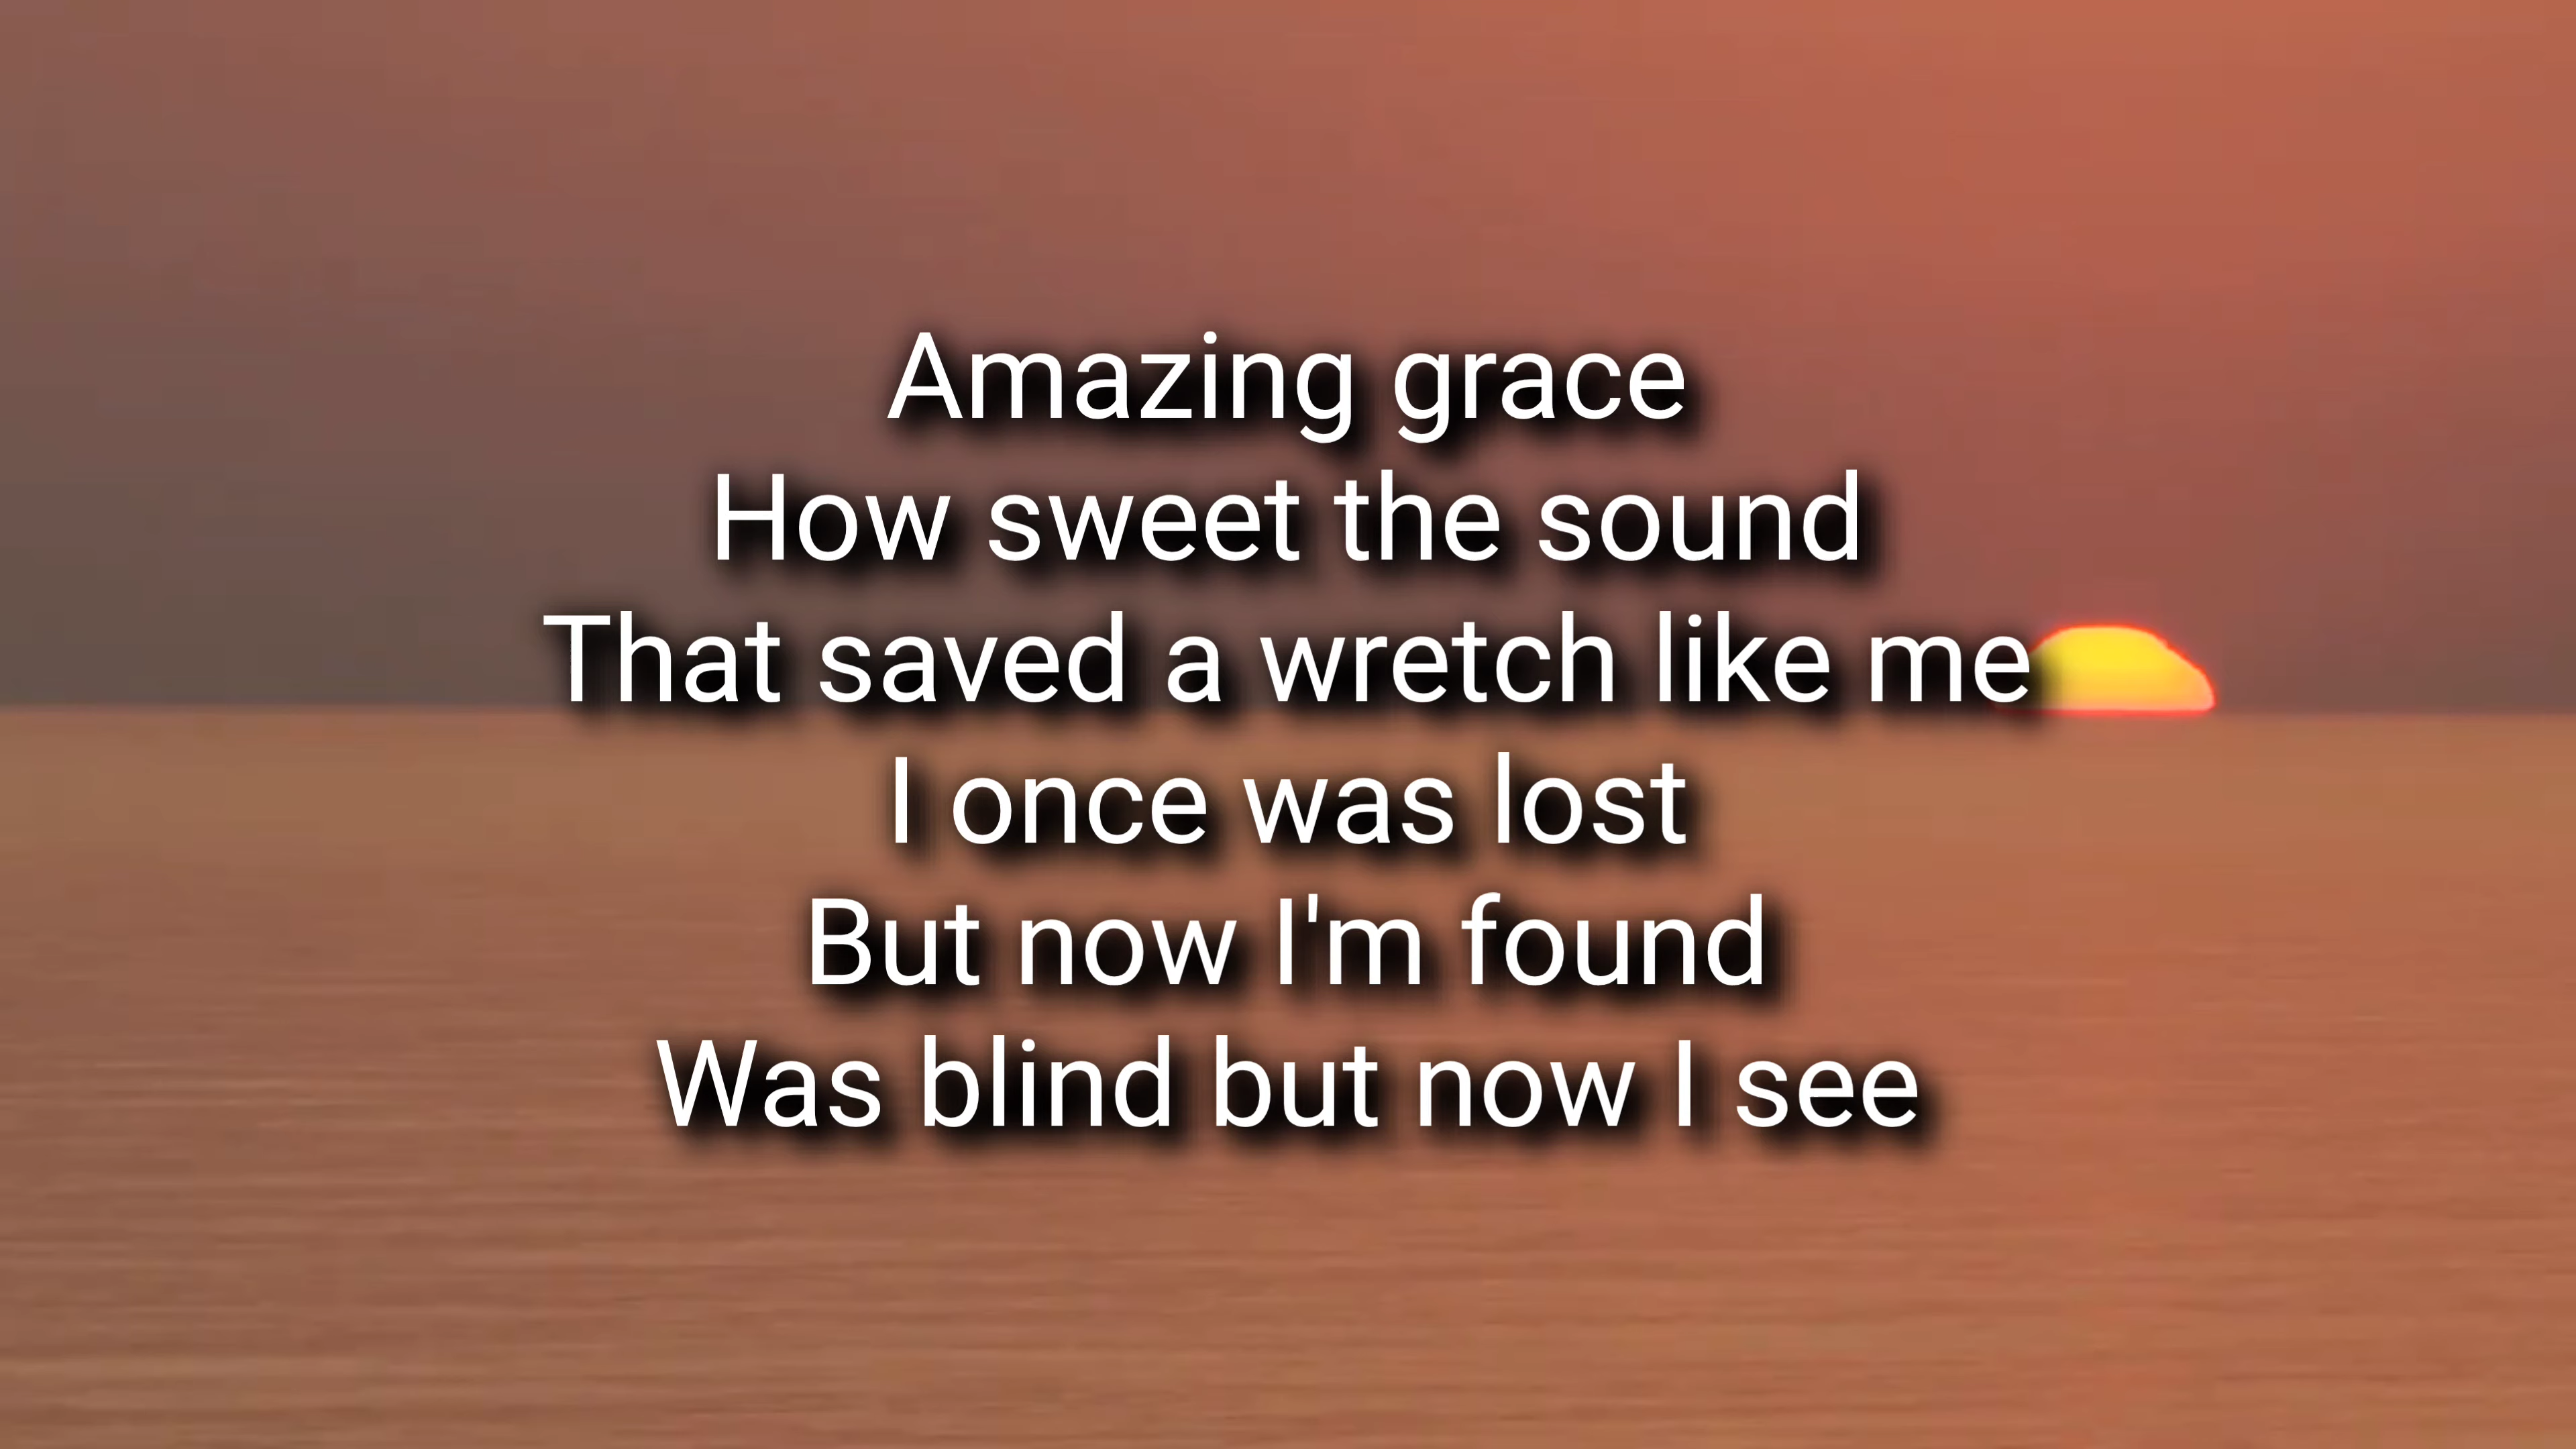 Amazing grace
How sweet the sound
That saved a wretch like me
I once was lost
But now I'm found
Was blind but now I see